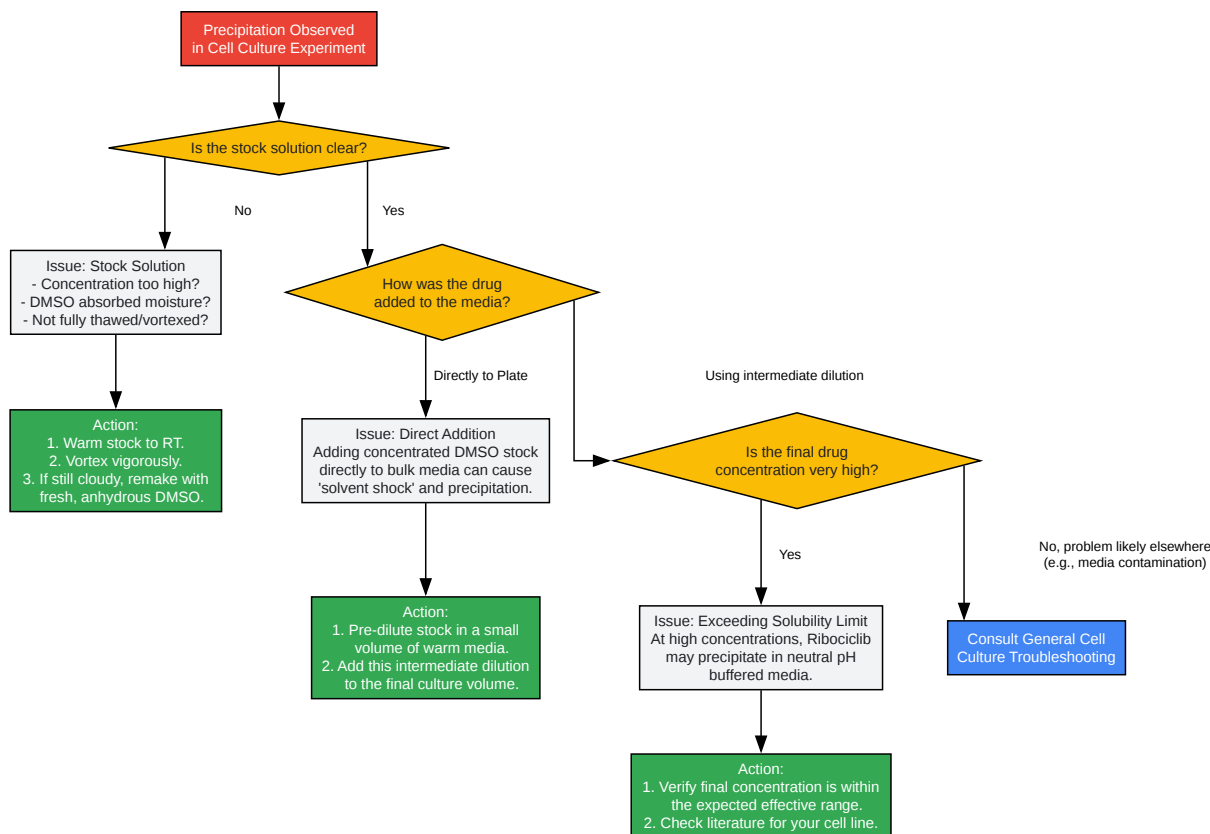 Precipitation Observed
in Cell Culture Experiment
Is the stock solution clear?
No
Yes
Issue: Stock Solution
- Concentration too high?
- DMSO absorbed moisture?
- Not fully thawed/vortexed?
How was the drug
added to the media?
Directly to Plate
Using intermediate dilution
Action:
1. Warm stock to RT.
2. Vortex vigorously.
3. If still cloudy, remake with
fresh, anhydrous DMSO.
Issue: Direct Addition
Adding concentrated DMSO stock
directly to bulk media can cause
'solvent shock' and precipitation.
Is the final drug
concentration very high?
Yes
No, problem likely elsewhere
(e.g., media contamination)
Action:
1. Pre-dilute stock in a small
volume of warm media.
2. Add this intermediate dilution
to the final culture volume.
Issue: Exceeding Solubility Limit
At high concentrations, Ribociclib
may precipitate in neutral pH
buffered media.
Consult General Cell
Culture Troubleshooting
Action:
1. Verify final concentration is within
the expected effective range.
2. Check literature for your cell line.